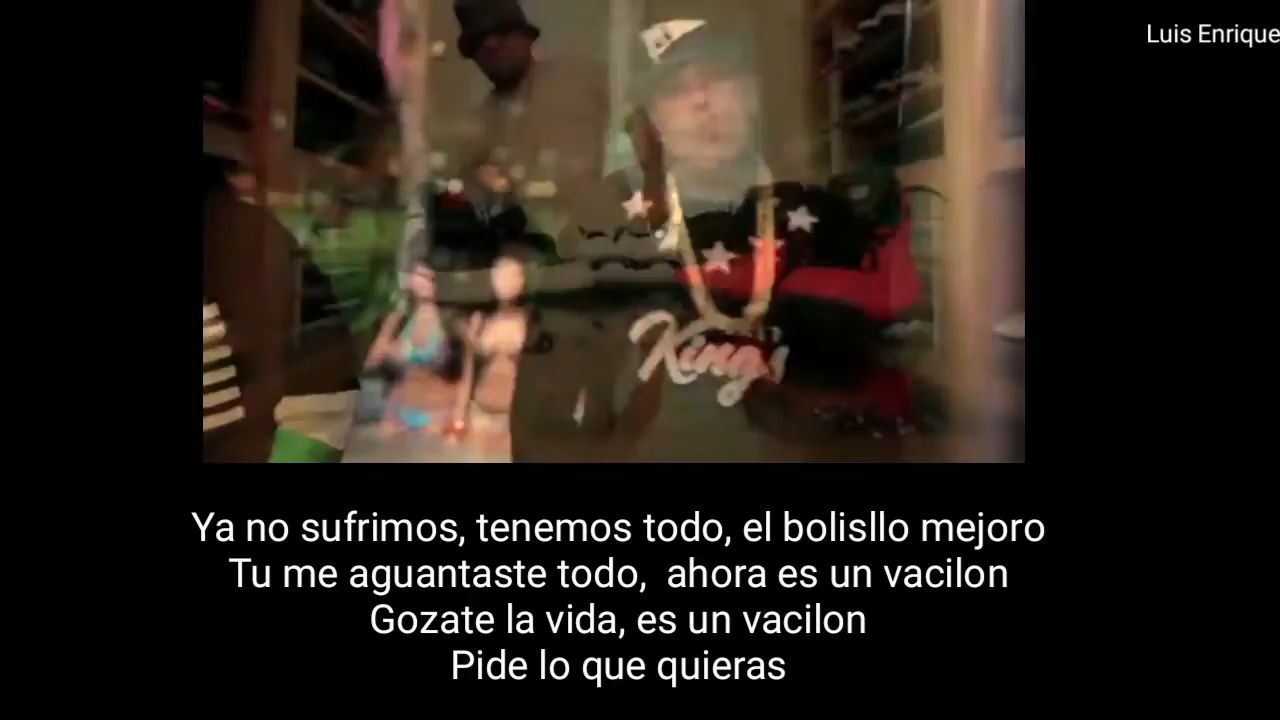 Luis Enrique
Kings
Ya no sufrimos, tenemos todo, el bolisllo mejoro
Tu me aguantaste todo, ahora es un vacilon
Gozate la vida, es un vacilon
Pide lo que quieras